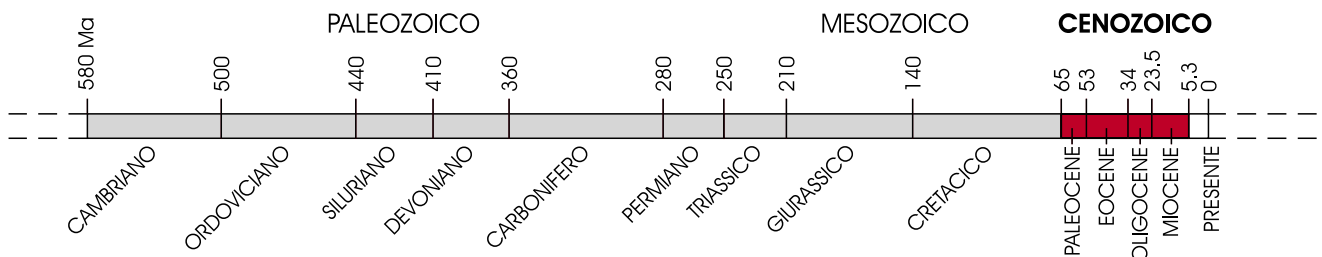 PALEOZOICO MESOZOICO CENOZOICO
580 Ma 500 440 410 360 280 250 210 140 65 53 34 23.5 5.3 0
CAMBRIANO ORDOVICIANO SILURIANO DEVONIANO CARBONIFERO PERMIANO TRIASSICO GIURASSICO CRETACICO PALEOCENE EOCENE OLIGOCENE MIOCENE PRESENTE